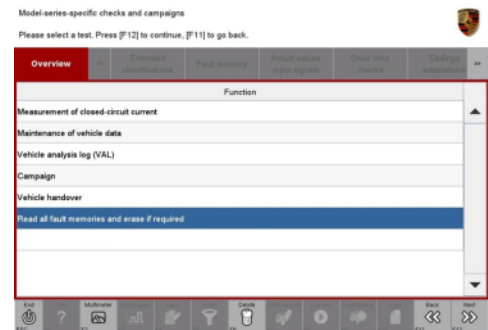 Model-series-specific checks and campaigns
Please select a test. Press [F12] to continue, [F11] to go back.
Overview
Extended identifications
Fault memory
Actual values input signals
Drive links checks
Codings adaptations
»
Function
Measurement of closed-circuit current
Maintenance of vehicle data
Vehicle analysis log (VAL)
Campaign
Vehicle handover
Read all fault memories and erase if required
End
Multimeter
Delete
Back
Next